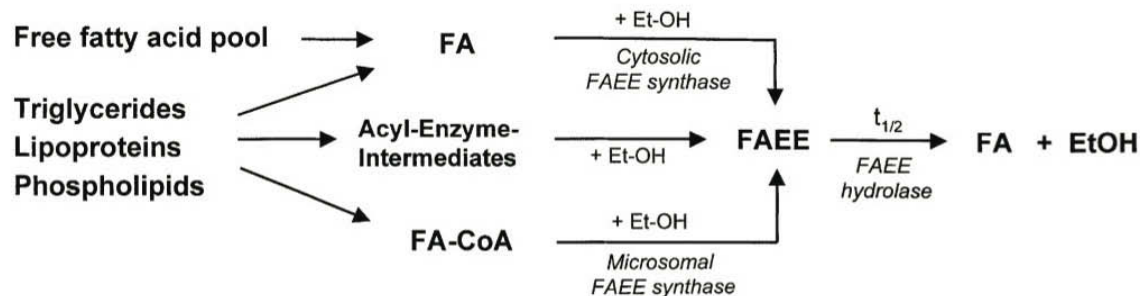 Free fatty acid pool
FA
+ Et-OH
Cytosolic
FAEE synthase
Triglycerides
Lipoproteins
Phospholipids
Acyl-Enzyme-
Intermediates
+ Et-OH
FAEE
t1/2
FAEE
hydrolase
FA + EtOH
FA-CoA
+ Et-OH
Microsomal
FAEE synthase